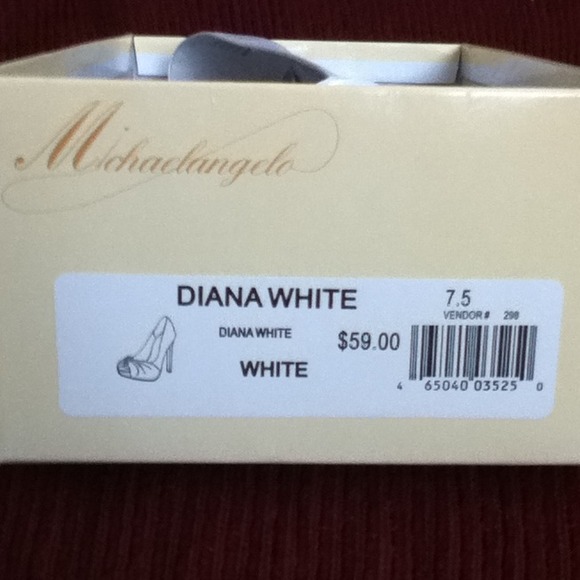 Michaelangelo
DIANA WHITE 7.5
VENDOR # 298
DIANA WHITE
$59.00
WHITE
4 65040 03525 0